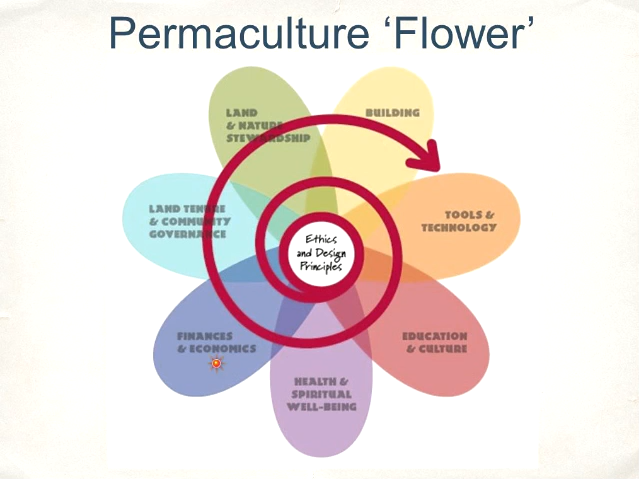 Permaculture ‘Flower’
LAND
& NATURE
STEWARDSHIP
BUILDING
LAND TENURE
& COMMUNITY
GOVERNANCE
TOOLS &
TECHNOLOGY
Ethics
and Design
Principles
FINANCES
& ECONOMICS
EDUCATION
& CULTURE
HEALTH &
SPIRITUAL
WELL-BEING